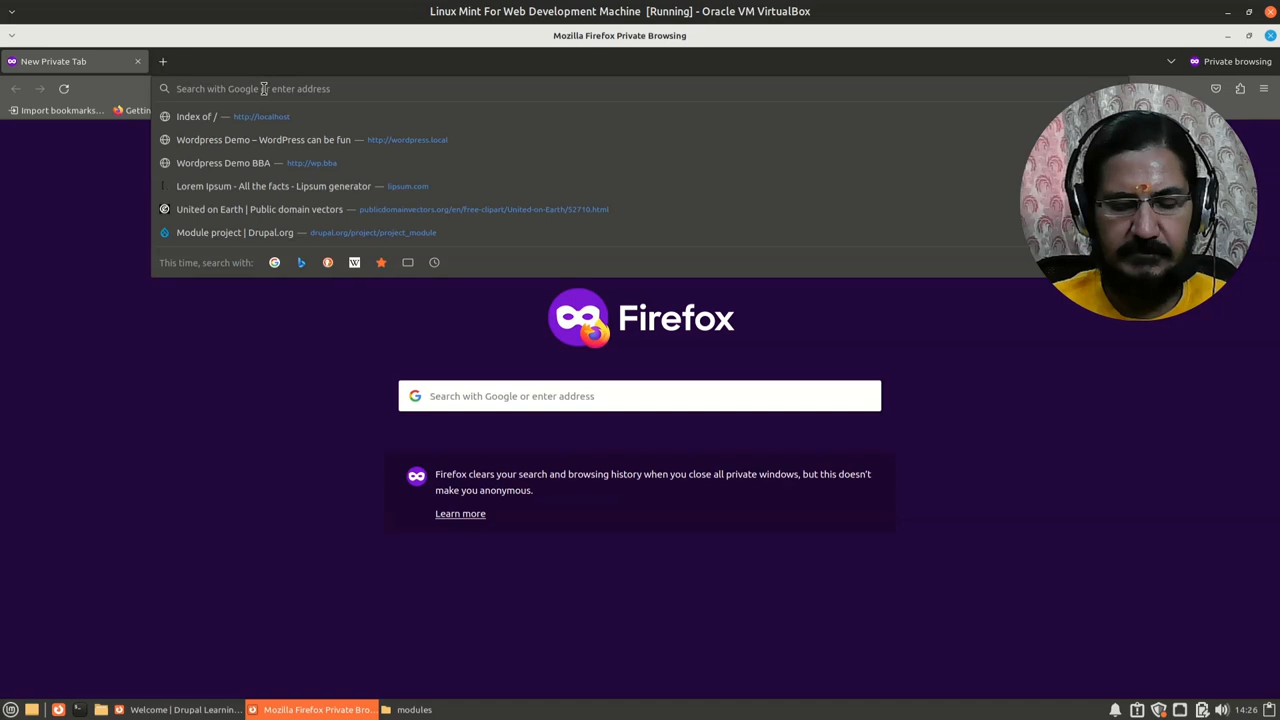 Linux Mint For Web Development Machine [Running] - Oracle VM VirtualBox
Mozilla Firefox Private Browsing
New Private Tab
Private browsing
Search with Google or enter address
Import bookmarks...
Gettin
Index of / — http://localhost
Wordpress Demo – WordPress can be fun — http://wordpress.local
Wordpress Demo BBA — http://wp.bba
Lorem Ipsum - All the facts - Lipsum generator — lipsum.com
United on Earth | Public domain vectors — publicdomainvectors.org/en/free-clipart/United-on-Earth/52710.html
Module project | Drupal.org — drupal.org/project/project_module
This time, search with:
W
Firefox
Search with Google or enter address
Firefox clears your search and browsing history when you close all private windows, but this doesn't
make you anonymous.
Learn more
Welcome | Drupal Learnin...
Mozilla Firefox Private Bro...
modules
14:26